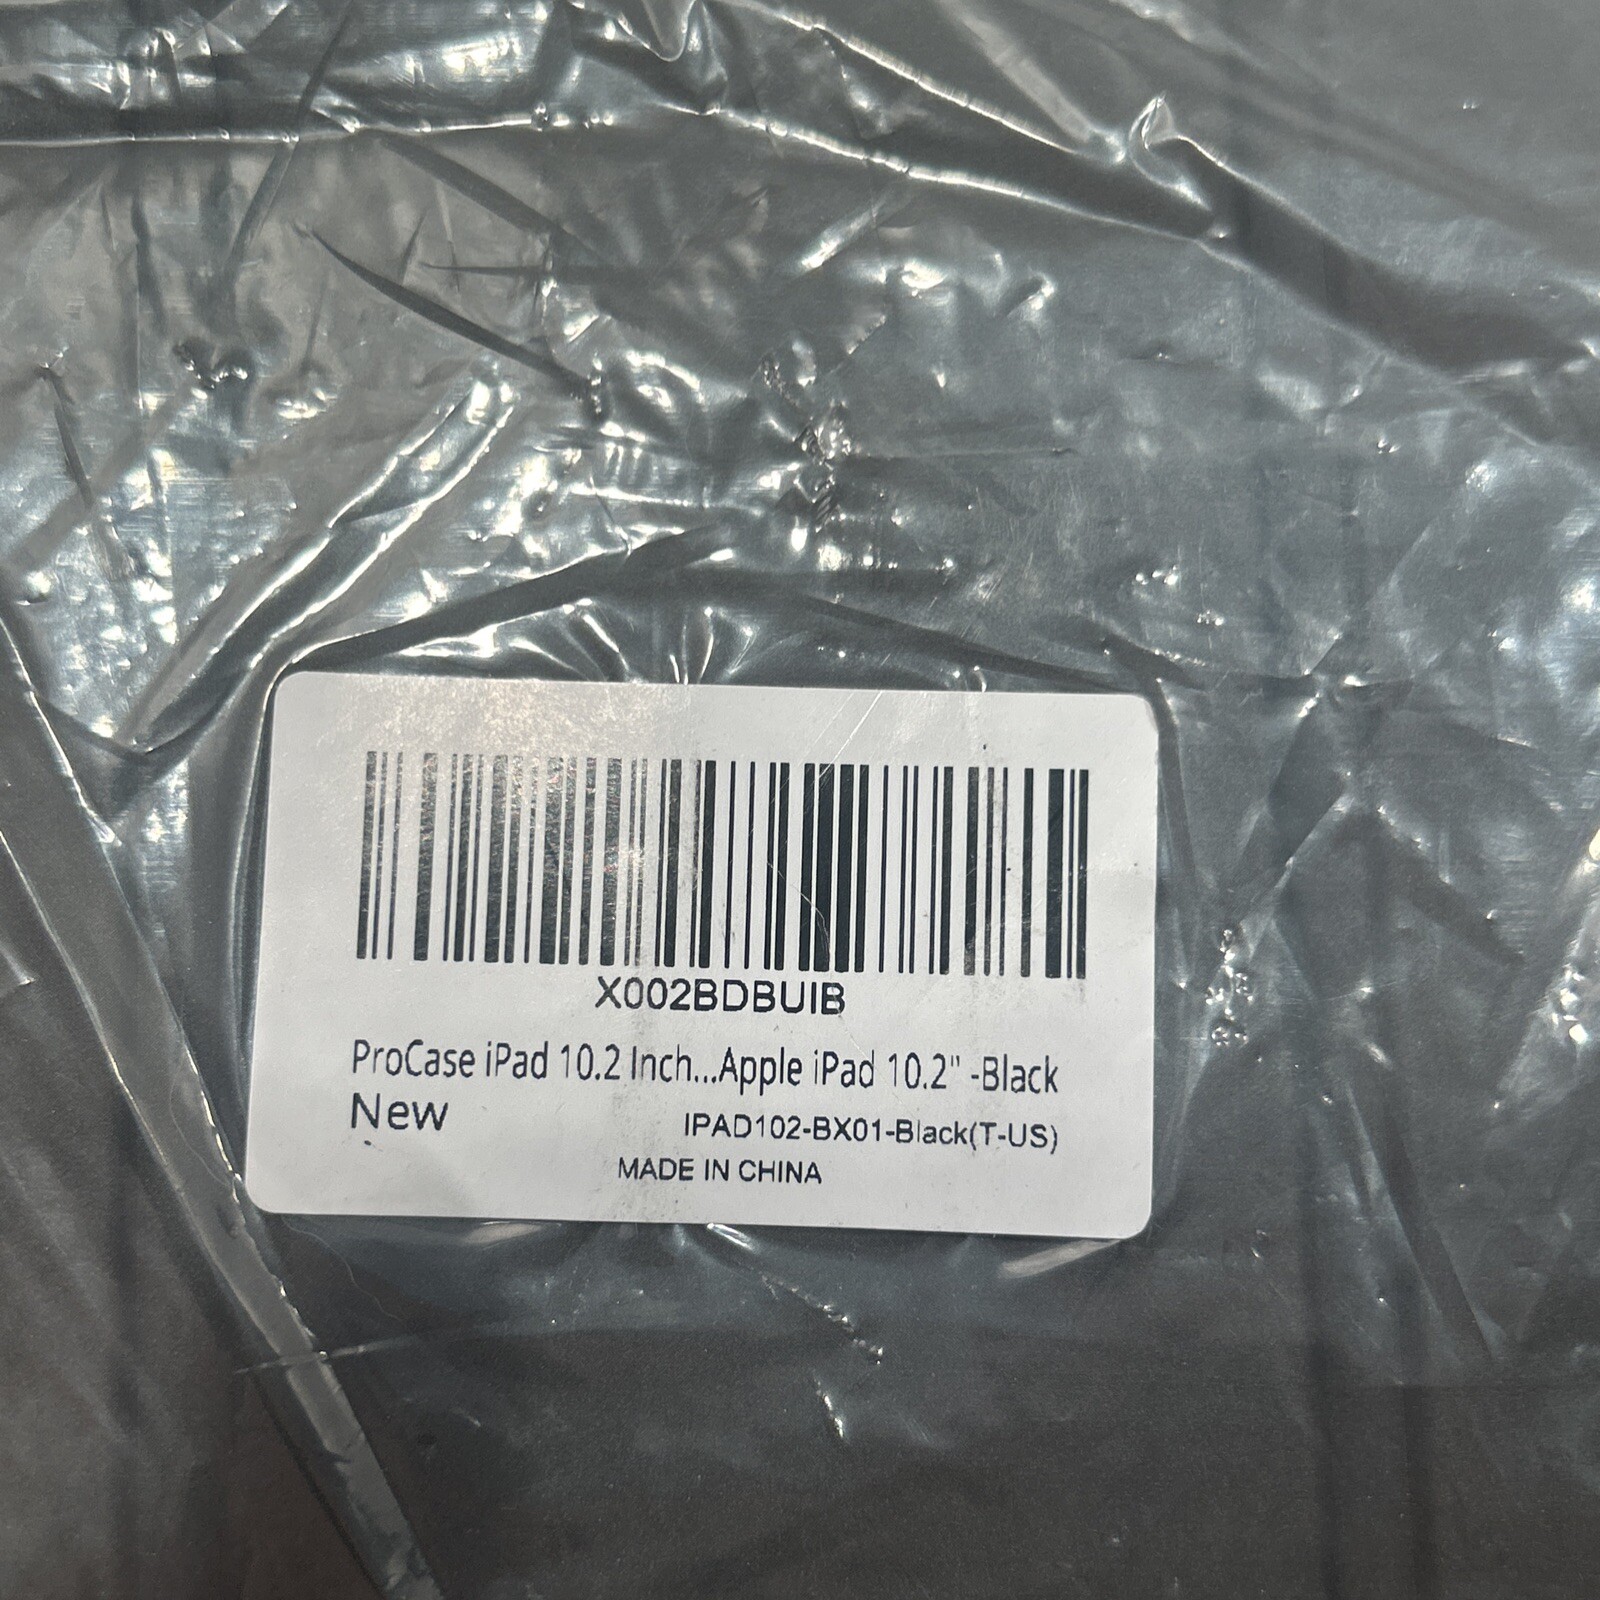 X002BDBUIB
ProCase iPad 10.2 Inch...Apple iPad 10.2" -Black
New
IPAD102-BX01-Black(T-US)
MADE IN CHINA